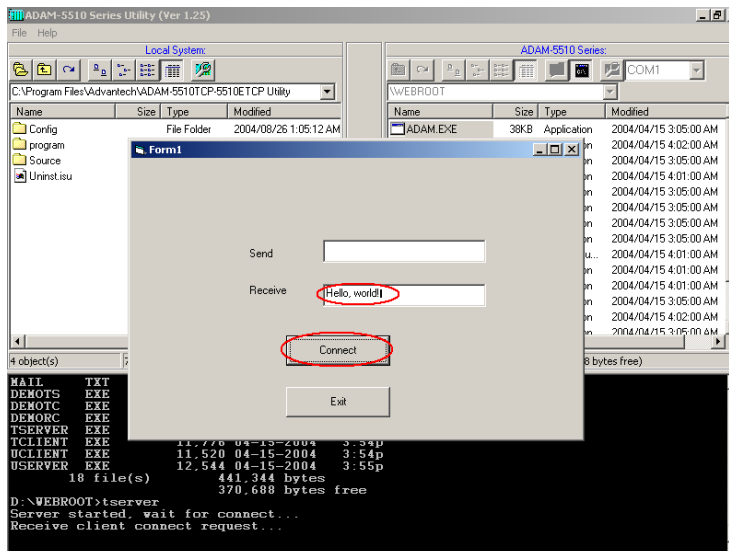 ADAM-5510 Series Utility (Ver 1.25)
File Help
Local System:
C:\Program Files\Advantech\ADAM-5510TCP-5510ETCP Utility
Name Size Type Modified
Config File Folder 2004/08/26 1:05:12 AM
program
Source
Uninst.isu
4 object(s)
ADAM-5510 Series:
COM1
\WEBROOT
Name Size Type Modified
ADAM.EXE 38KB Application 2004/04/15 3:05:00 AM
on 2004/04/15 4:02:00 AM
on 2004/04/15 3:05:00 AM
on 2004/04/15 4:01:00 AM
on 2004/04/15 3:05:00 AM
on 2004/04/15 3:05:00 AM
on 2004/04/15 3:05:00 AM
u... 2004/04/15 4:01:00 AM
on 2004/04/15 4:01:00 AM
on 2004/04/15 4:01:00 AM
on 2004/04/15 3:05:00 AM
on 2004/04/15 4:02:00 AM
on 2004/04/15 3:05:00 AM
8 bytes free)
Form1
Send
Receive Hello, world!
Connect
Exit
MAIL TXT
DEMOTS EXE
DEMOTC EXE
DEMORC EXE
TSERVER EXE
TCLIENT EXE 11,776 04-15-2004 3:54p
UCLIENT EXE 11,520 04-15-2004 3:54p
USERVER EXE 12,544 04-15-2004 3:55p
18 file(s) 441,344 bytes
370,688 bytes free
D:\WEBROOT>tserver
Server started, wait for connect...
Receive client connect request...